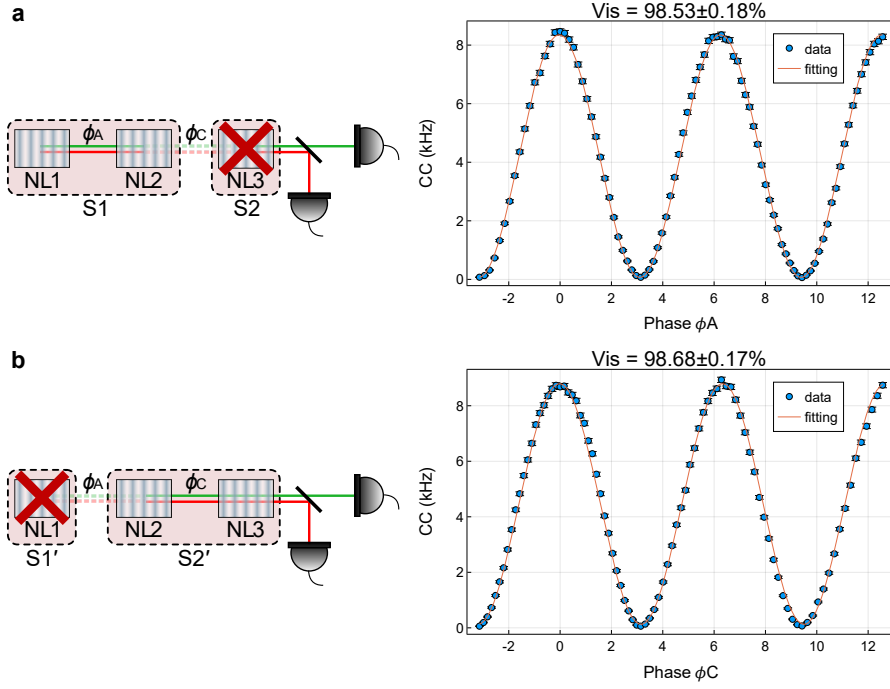 a
ϕA
ϕC
NL1
NL2
NL3
S1
S2
Vis = 98.53±0.18%
CC (kHz)
8
6
4
2
0
-2
0
2
4
6
8
10
12
Phase ϕA
data
fitting
b
ϕA
ϕC
NL1
NL2
NL3
S1′
S2′
Vis = 98.68±0.17%
CC (kHz)
8
6
4
2
0
-2
0
2
4
6
8
10
12
Phase ϕC
data
fitting